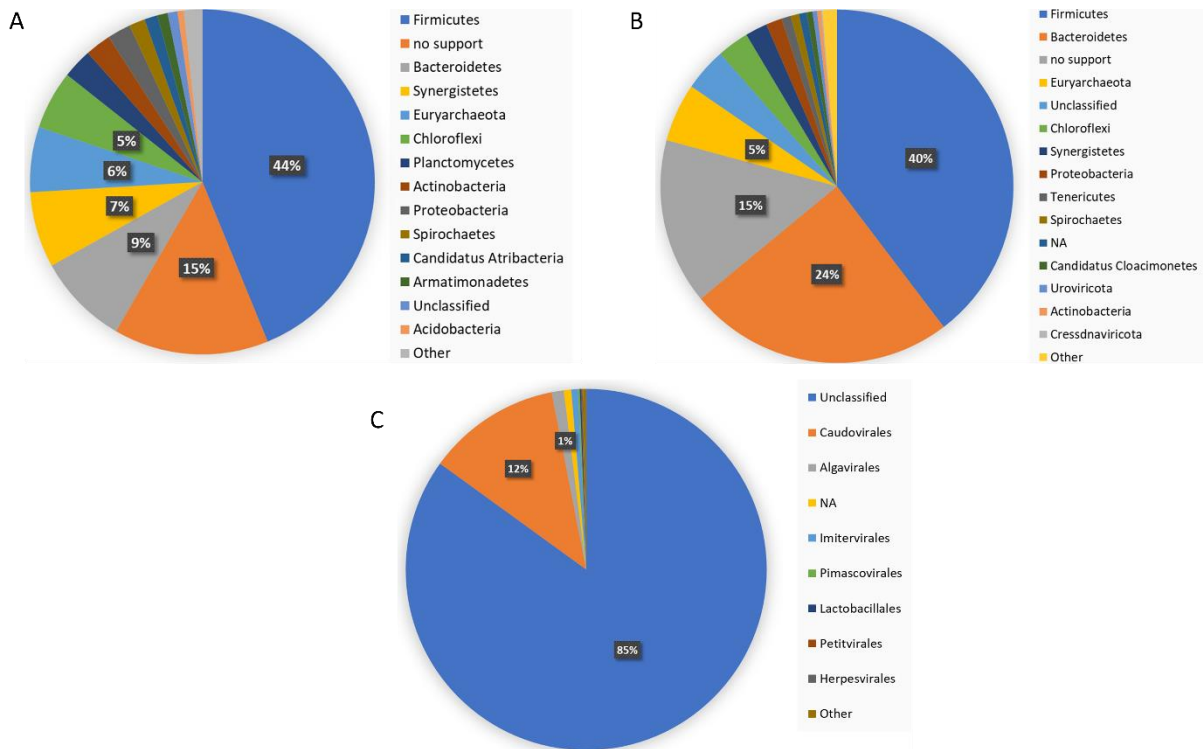 A
44%
15%
9%
7%
6%
5%
Firmicutes
no support
Bacteroidetes
Synergistetes
Euryarchaeota
Chloroflexi
Planctomycetes
Actinobacteria
Proteobacteria
Spirochaetes
Candidatus Atribacteria
Armatimonadetes
Unclassified
Acidobacteria
Other
B
40%
24%
15%
5%
Firmicutes
Bacteroidetes
no support
Euryarchaeota
Unclassified
Chloroflexi
Synergistetes
Proteobacteria
Tenericutes
Spirochaetes
NA
Candidatus Cloacimonetes
Uroviricota
Actinobacteria
Cressdnaviricota
Other
C
1%
12%
85%
Unclassified
Caudovirales
Algavirales
NA
Imitervirales
Pimascovirales
Lactobacillales
Petitvirales
Herpesvirales
Other